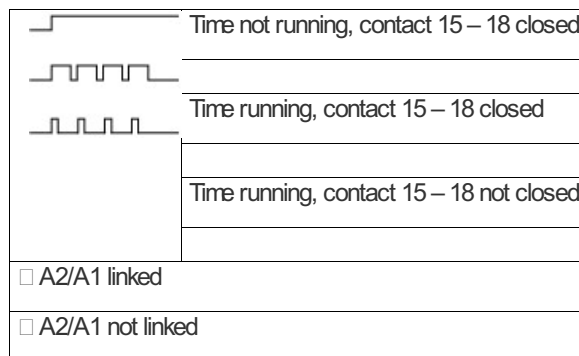 Time not running, contact 15 – 18 closed
Time running, contact 15 – 18 closed
Time running, contact 15 – 18 not closed
□ A2/A1 linked
□ A2/A1 not linked